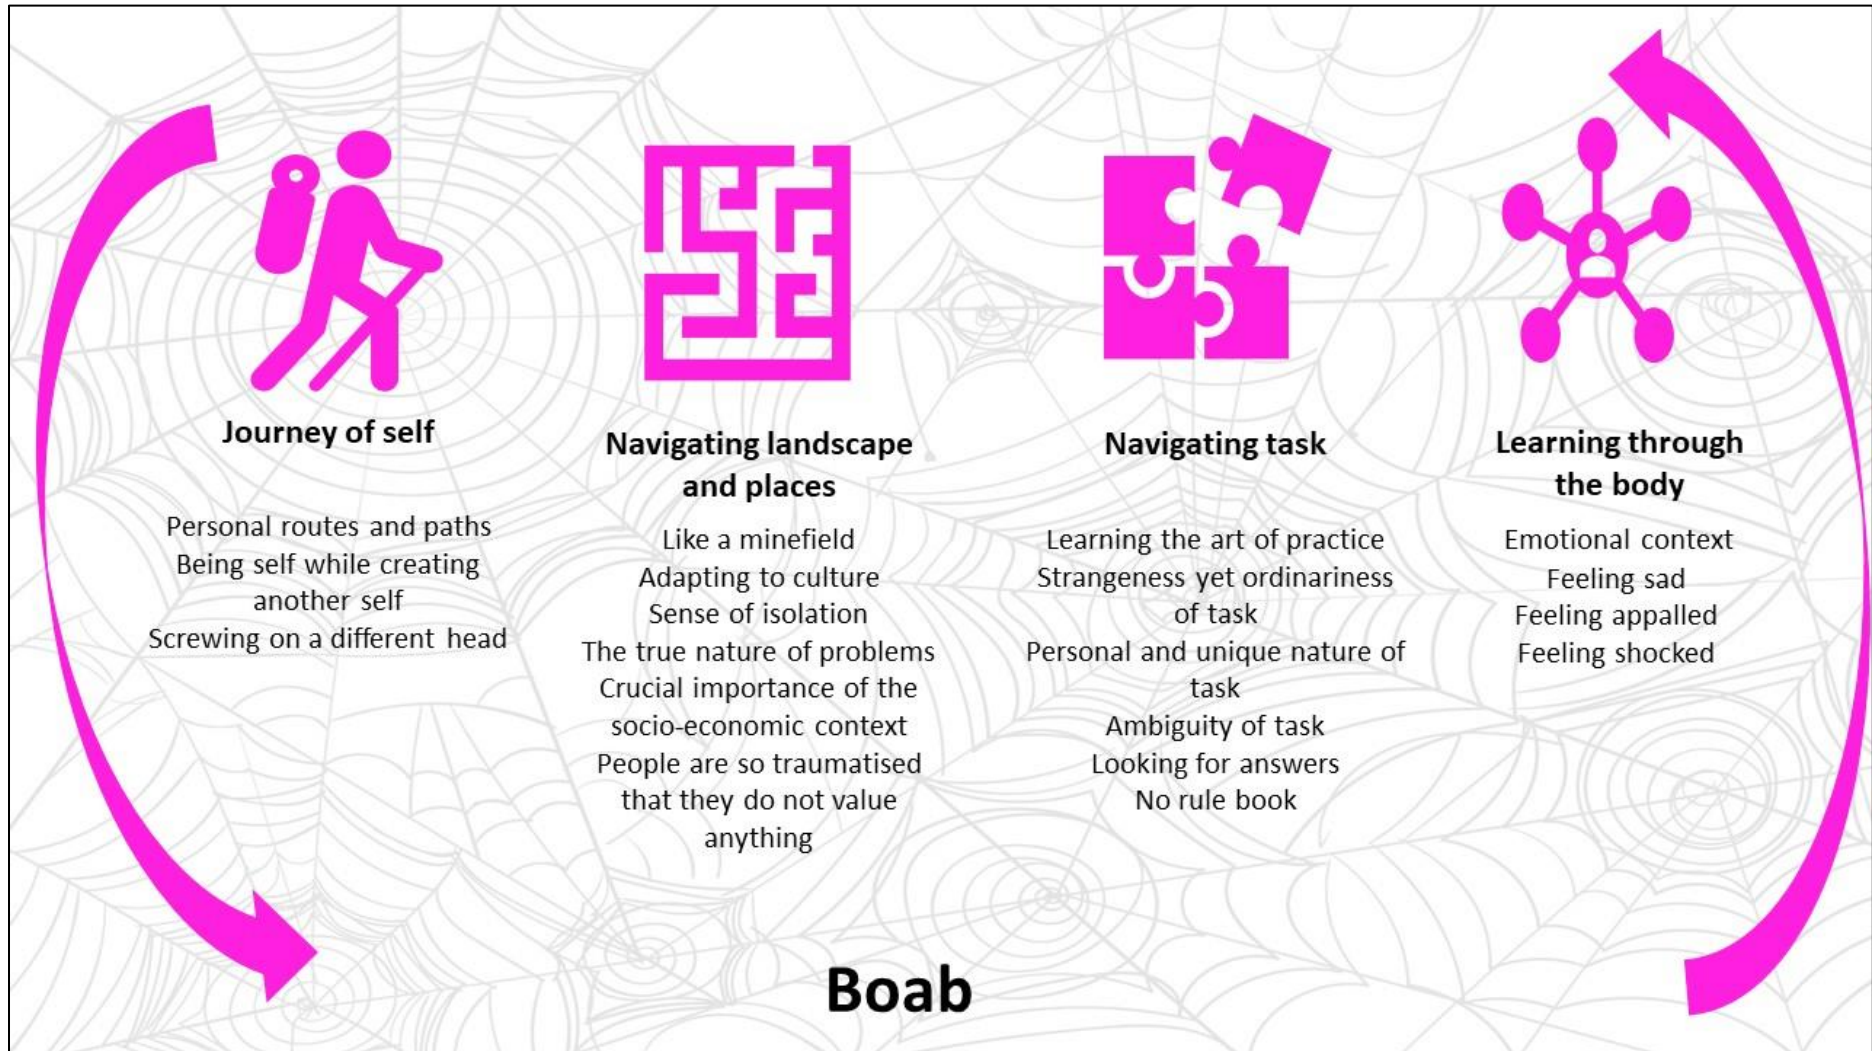 Journey of self
Personal routes and paths
Being self while creating
another self
Screwing on a different head
Navigating landscape
and places
Like a minefield
Adapting to culture
Sense of isolation
The true nature of problems
Crucial importance of the
socio-economic context
People are so traumatised
that they do not value
anything
Navigating task
Learning the art of practice
Strangeness yet ordinariness
of task
Personal and unique nature of
task
Ambiguity of task
Looking for answers
No rule book
Learning through
the body
Emotional context
Feeling sad
Feeling appalled
Feeling shocked
Boab